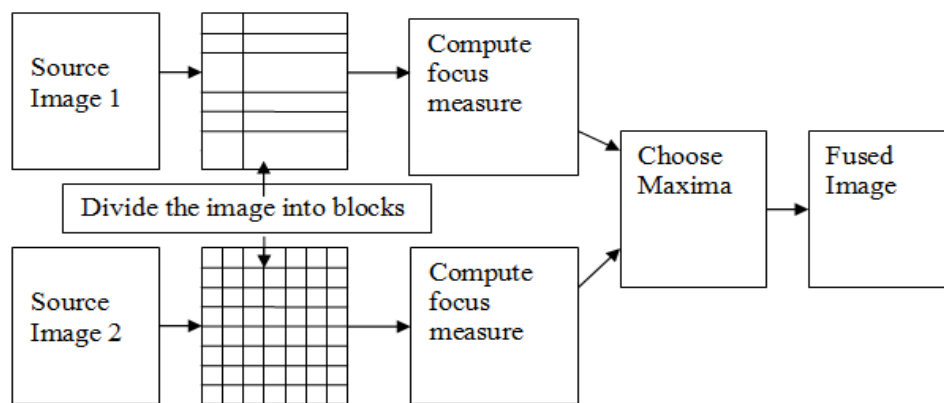 Source
Image 1
Compute
focus
measure
Choose
Maxima
Fused
Image
Divide the image into blocks
Source
Image 2
Compute
focus
measure